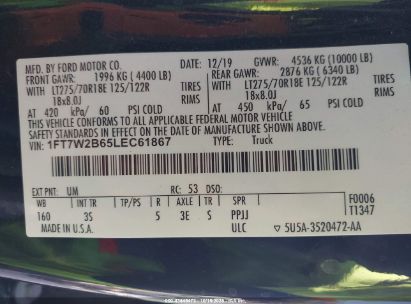 MFD. BY FORD MOTOR CO.
12/19
GVWR: 4536 KG (10000 LB)
FRONT GAWR: 1996 KG (4400 LB)
REAR GAWR: 2876 KG (6340 LB)
LT275/70R18E 125/122R TIRES
LT275/70R18E 125/122R TIRES
18x8.0J RIMS
18x8.0J RIMS
AT 420 kPa/ 60 PSI COLD
AT 450 kPa/ 65 PSI COLD
THIS VEHICLE CONFORMS TO ALL APPLICABLE FEDERAL MOTOR
VEHICLE SAFETY STANDARDS IN EFFECT ON THE DATE OF
MANUFACTURE SHOWN ABOVE.
VIN: 1FT7W2B65LEC61867
TYPE: Truck
EXT PNT: UM RC: 53 DSO:
WB INT TR TP/PS R AXLE TR SPR
F0006
160 3S 5 3E S PPJJ
T1347
MADE IN U.S.A.
ULC
5U5A-3520472-AA